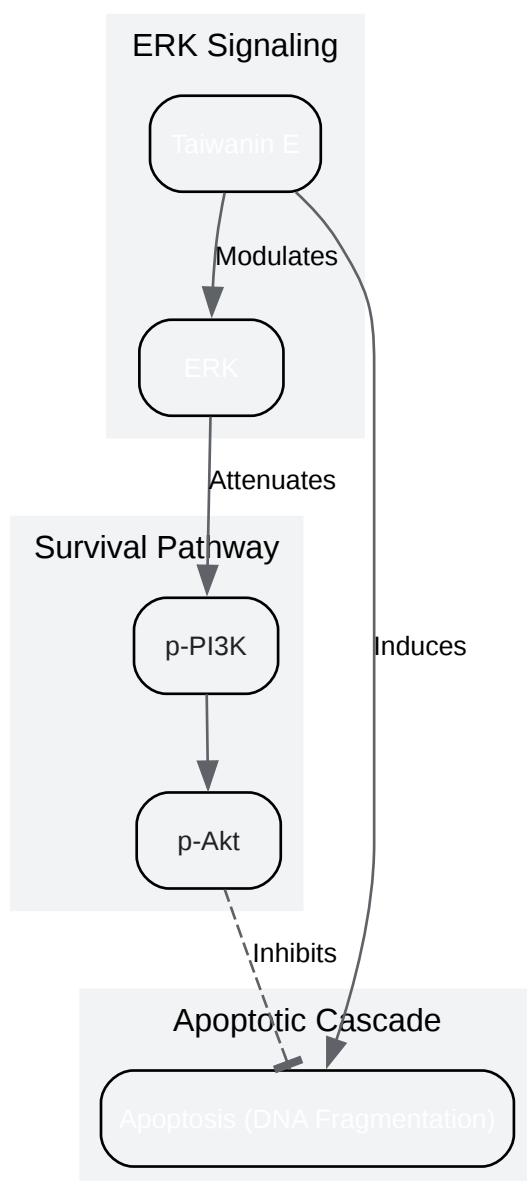 ERK Signaling
Taiwanin E
Modulates
ERK
Attenuates
Survival Pathway
p-PI3K
Induces
p-Akt
Inhibits
Apoptotic Cascade
Apoptosis (DNA Fragmentation)